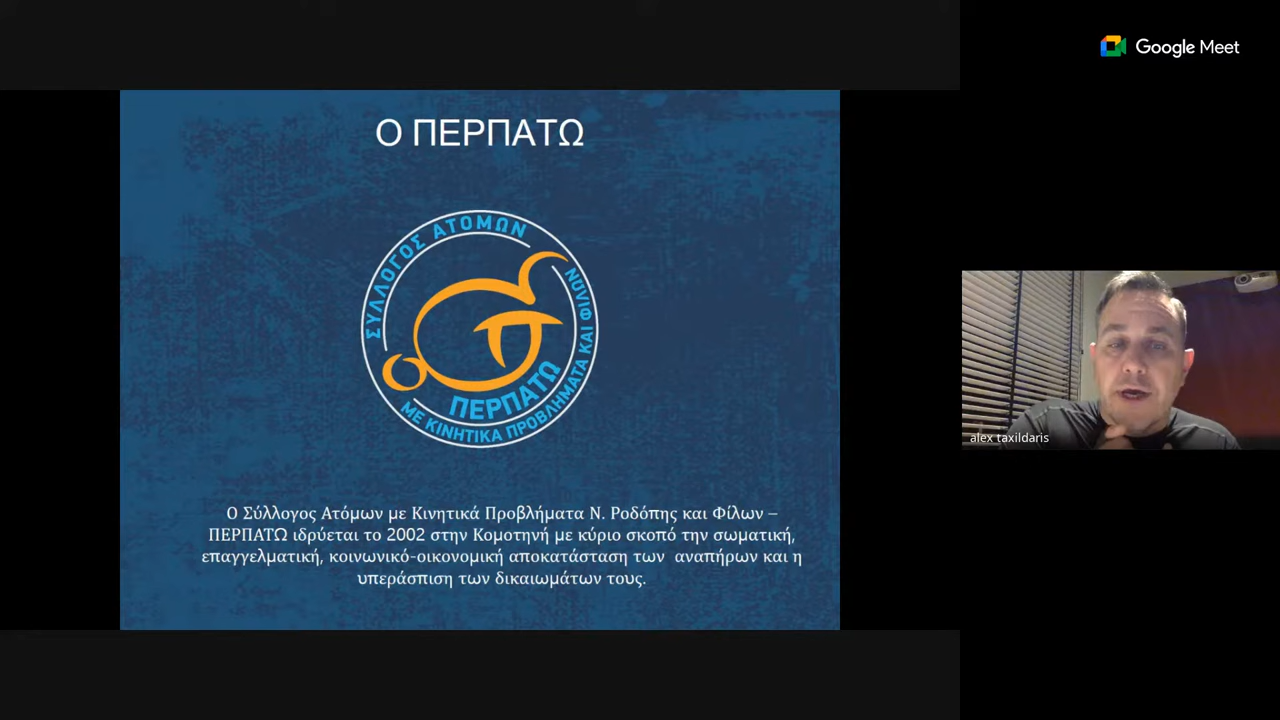 Google Meet
Ο ΠΕΡΠΑΤΩ
ΣΥΛΛΟΓΟΣ ΑΤΟΜΩΝ
ΜΕ ΚΙΝΗΤΙΚΑ ΠΡΟΒΛΗΜΑΤΑ ΚΑΙ ΦΙΛΩΝ
ΠΕΡΠΑΤΩ
Ο Σύλλογος Ατόμων με Κινητικά Προβλήματα Ν. Ροδόπης και Φίλων –
ΠΕΡΠΑΤΩ ιδρύεται το 2002 στην Κομοτηνή με κύριο σκοπό την σωματική,
επαγγελματική, κοινωνικό-οικονομική αποκατάσταση των αναπήρων και η
υπεράσπιση των δικαιωμάτων τους.
alex taxildaris